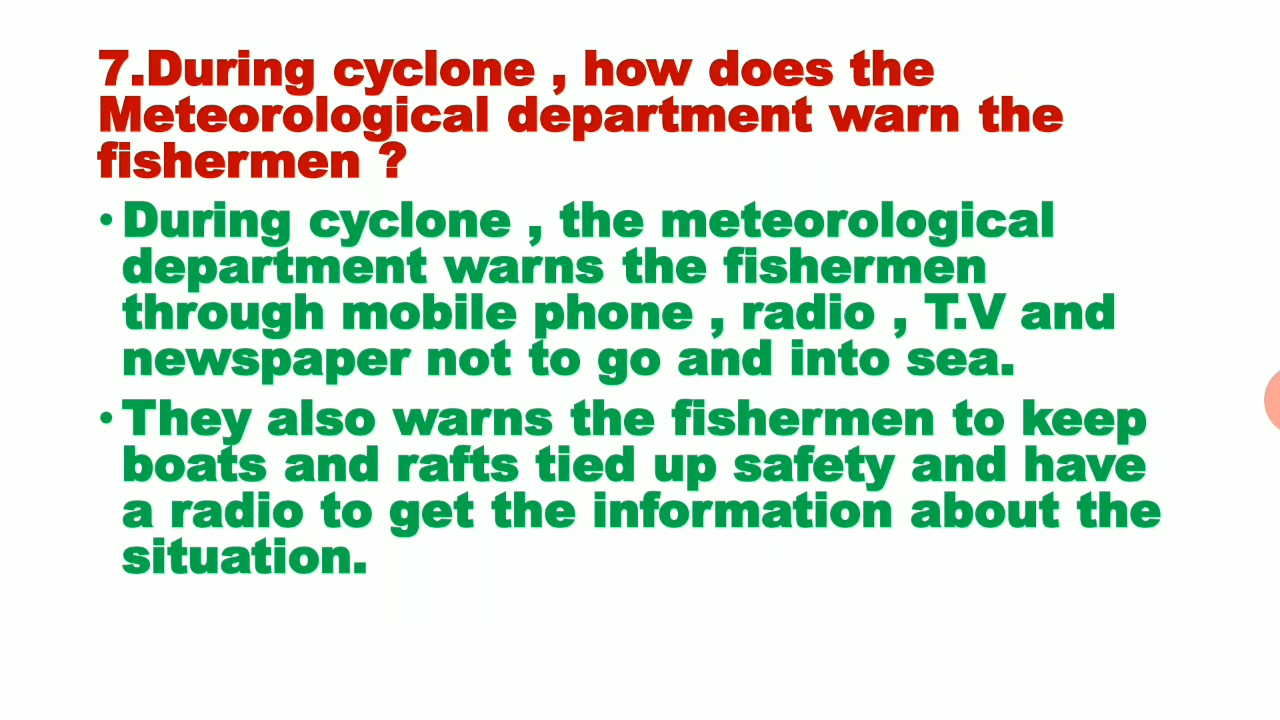 7.During cyclone , how does the
Meteorological department warn the
fishermen ?
• During cyclone , the meteorological
department warns the fishermen
through mobile phone , radio , T.V and
newspaper not to go and into sea.
• They also warns the fishermen to keep
boats and rafts tied up safety and have
a radio to get the information about the
situation.